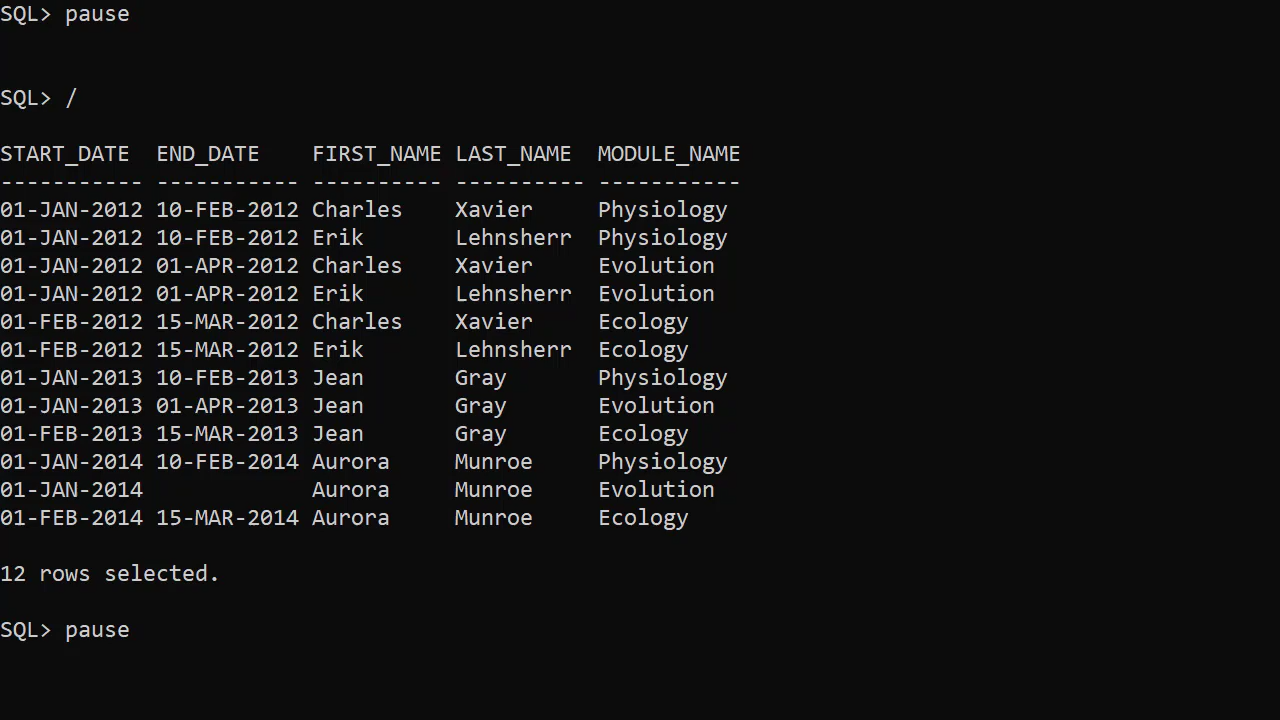 SQL> pause
SQL> /
START_DATE  END_DATE    FIRST_NAME LAST_NAME  MODULE_NAME
----------- ----------- ---------- ---------- -----------
01-JAN-2012 10-FEB-2012 Charles    Xavier     Physiology
01-JAN-2012 10-FEB-2012 Erik       Lehnsherr  Physiology
01-JAN-2012 01-APR-2012 Charles    Xavier     Evolution
01-JAN-2012 01-APR-2012 Erik       Lehnsherr  Evolution
01-FEB-2012 15-MAR-2012 Charles    Xavier     Ecology
01-FEB-2012 15-MAR-2012 Erik       Lehnsherr  Ecology
01-JAN-2013 10-FEB-2013 Jean       Gray       Physiology
01-JAN-2013 01-APR-2013 Jean       Gray       Evolution
01-FEB-2013 15-MAR-2013 Jean       Gray       Ecology
01-JAN-2014 10-FEB-2014 Aurora     Munroe     Physiology
01-JAN-2014             Aurora     Munroe     Evolution
01-FEB-2014 15-MAR-2014 Aurora     Munroe     Ecology
12 rows selected.
SQL> pause